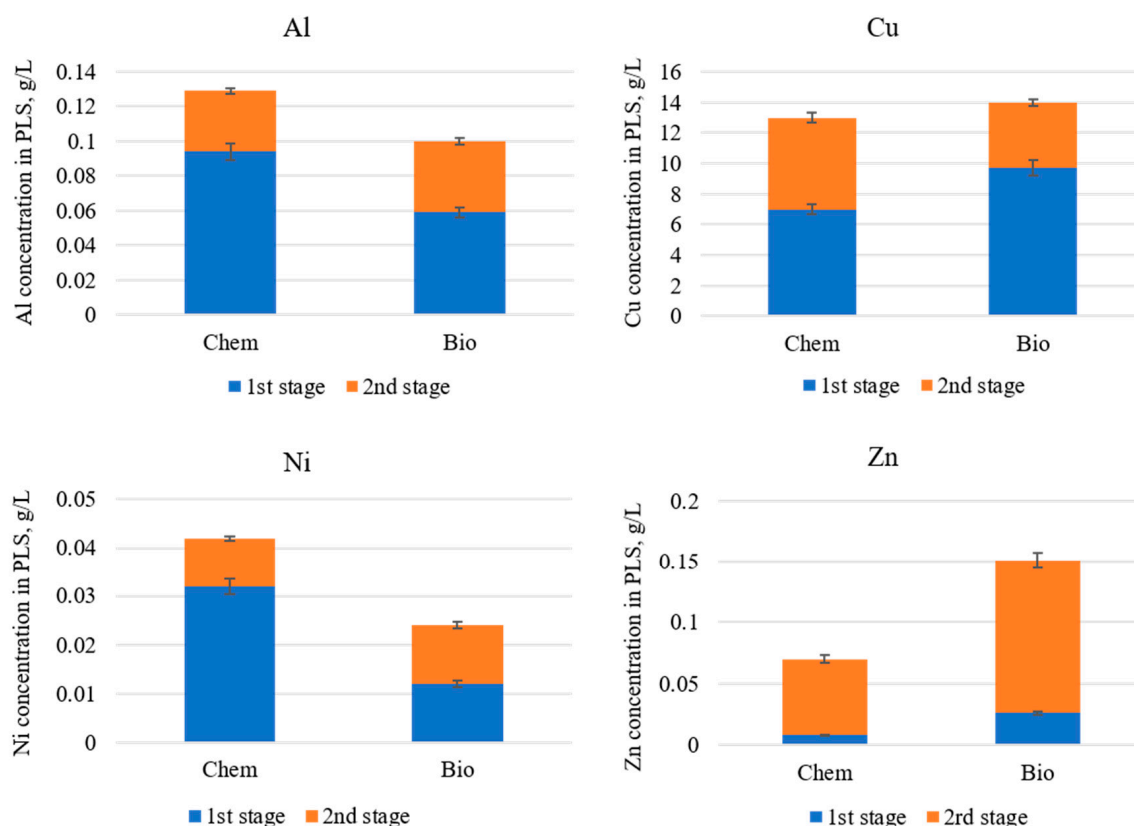 Al
Al concentration in PLS, g/L
0.14
0.12
0.1
0.08
0.06
0.04
0.02
0
Chem Bio
1st stage 2nd stage
Cu
Cu concentration in PLS, g/L
16
14
12
10
8
6
4
2
0
Chem Bio
1st stage 2nd stage
Ni
Ni concentration in PLS, g/L
0.05
0.04
0.03
0.02
0.01
0
Chem Bio
1st stage 2nd stage
Zn
Zn concentration in PLS, g/L
0.2
0.15
0.1
0.05
0
Chem Bio
1st stage 2rd stage